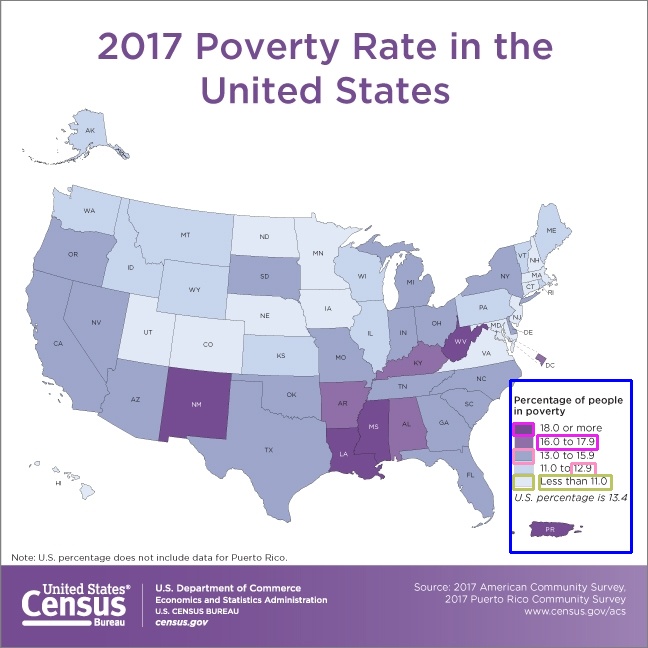 2017 Poverty Rate in the
United States
AK
WA
MT
ND
MN
ME
OR
ID
WY
SD
WI
MI
NY
VT
NH
MA
CT
RI
NV
UT
CO
NE
IA
IL
IN
OH
PA
NJ
MD
DE
DC
CA
AZ
NM
KS
MO
KY
WV
VA
OK
AR
TN
NC
TX
LA
MS
AL
GA
SC
FL
HI
Percentage of people
in poverty
18.0 or more
16.0 to 17.9
13.0 to 15.9
11.0 to 12.9
Less than 11.0
U.S. percentage is 13.4
PR
Note: U.S. percentage does not include data for Puerto Rico.
United States®
Census
Bureau
U.S. Department of Commerce
Economics and Statistics Administration
U.S. CENSUS BUREAU
census.gov
Source: 2017 American Community Survey,
2017 Puerto Rico Community Survey
www.census.gov/acs